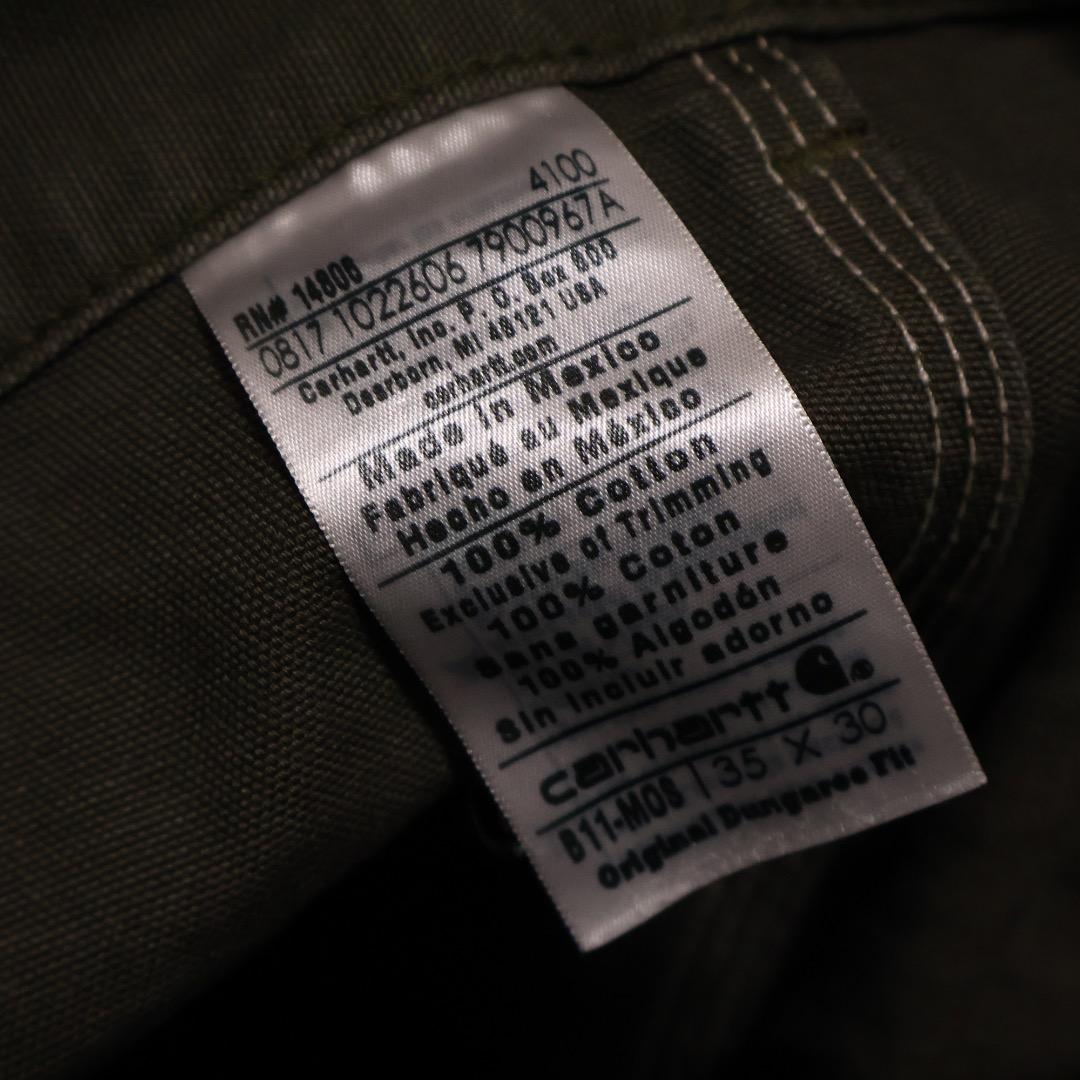 4100
RN# 14806
0817 1022606 7900967A
Carhartt, Inc. P. O. Box 600
Dearborn, MI 48121 USA
carhartt.com
Made in Mexico
Fabriqué au Mexique
Hecho en México
100% Cotton
Exclusive of Trimming
100% Coton
Sans garniture
100% Algodón
Sin incluir adorno
carhartt ®
B11-MOS | 35 X 30
Original Dungaree Fit